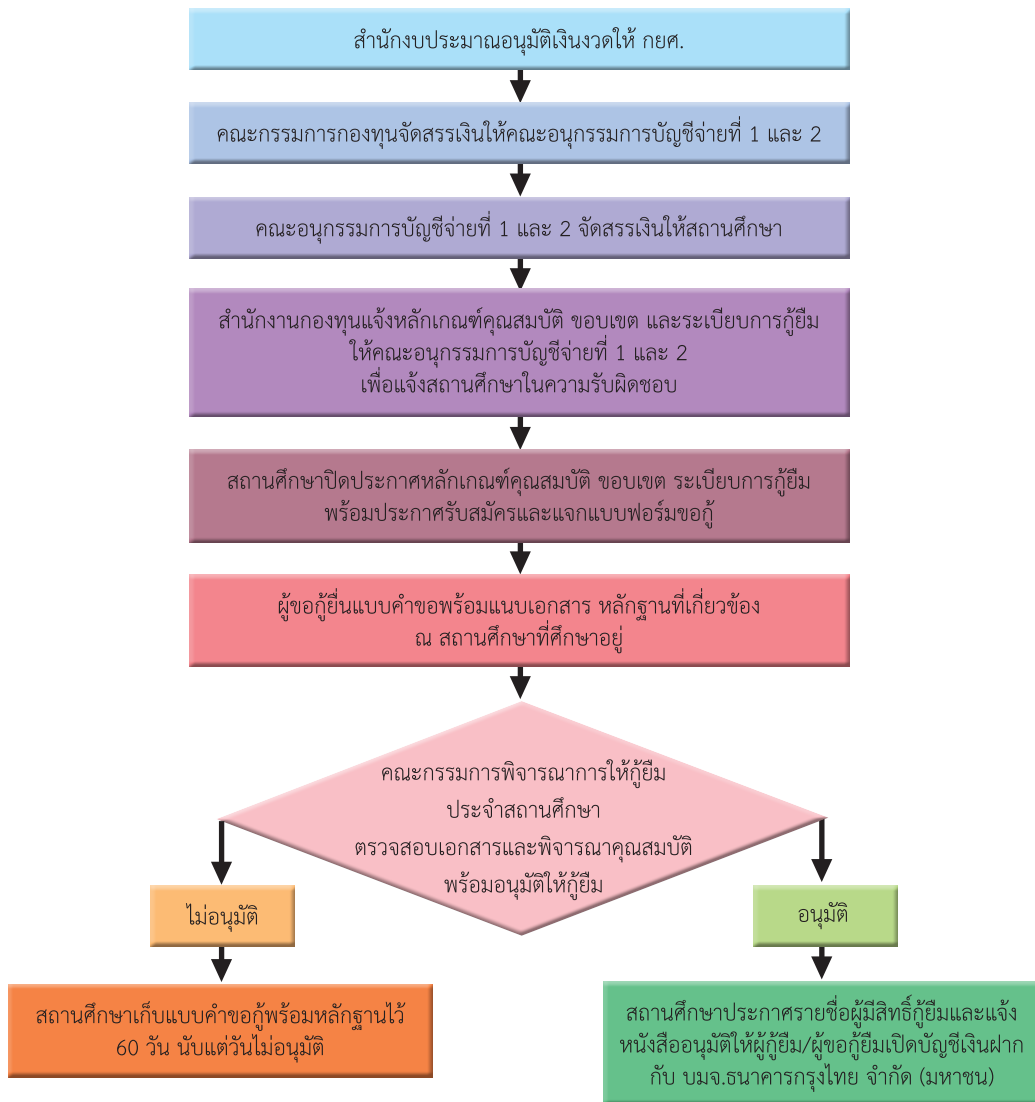 สำนักงบประมาณอนุมัติเงินงวดให้ กยศ.
คณะกรรมการกองทุนจัดสรรเงินให้คณะอนุกรรมการบัญชีจ่ายที่ 1 และ 2
คณะอนุกรรมการบัญชีจ่ายที่ 1 และ 2 จัดสรรเงินให้สถานศึกษา
สำนักงานกองทุนแจ้งหลักเกณฑ์คุณสมบัติ ขอบเขต และระเบียบการกู้ยืม
ให้คณะอนุกรรมการบัญชีจ่ายที่ 1 และ 2
เพื่อแจ้งสถานศึกษาในความรับผิดชอบ
สถานศึกษาปิดประกาศหลักเกณฑ์คุณสมบัติ ขอบเขต ระเบียบการกู้ยืม
พร้อมประกาศรับสมัครและแจกแบบฟอร์มขอกู้
ผู้ขอกู้ยื่นแบบคำขอพร้อมแนบเอกสาร หลักฐานที่เกี่ยวข้อง
ณ สถานศึกษาที่ศึกษาอยู่
คณะกรรมการพิจารณาการให้กู้ยืม
ประจำสถานศึกษา
ตรวจสอบเอกสารและพิจารณาคุณสมบัติ
พร้อมอนุมัติให้กู้ยืม
ไม่อนุมัติ
อนุมัติ
สถานศึกษาเก็บแบบคำขอกู้พร้อมหลักฐานไว้
60 วัน นับแต่วันไม่อนุมัติ
สถานศึกษาประกาศรายชื่อผู้มีสิทธิ์กู้ยืมและแจ้ง
หนังสืออนุมัติให้ผู้กู้ยืม/ผู้ขอกู้ยืมเปิดบัญชีเงินฝาก
กับ บมจ.ธนาคารกรุงไทย จำกัด (มหาชน)